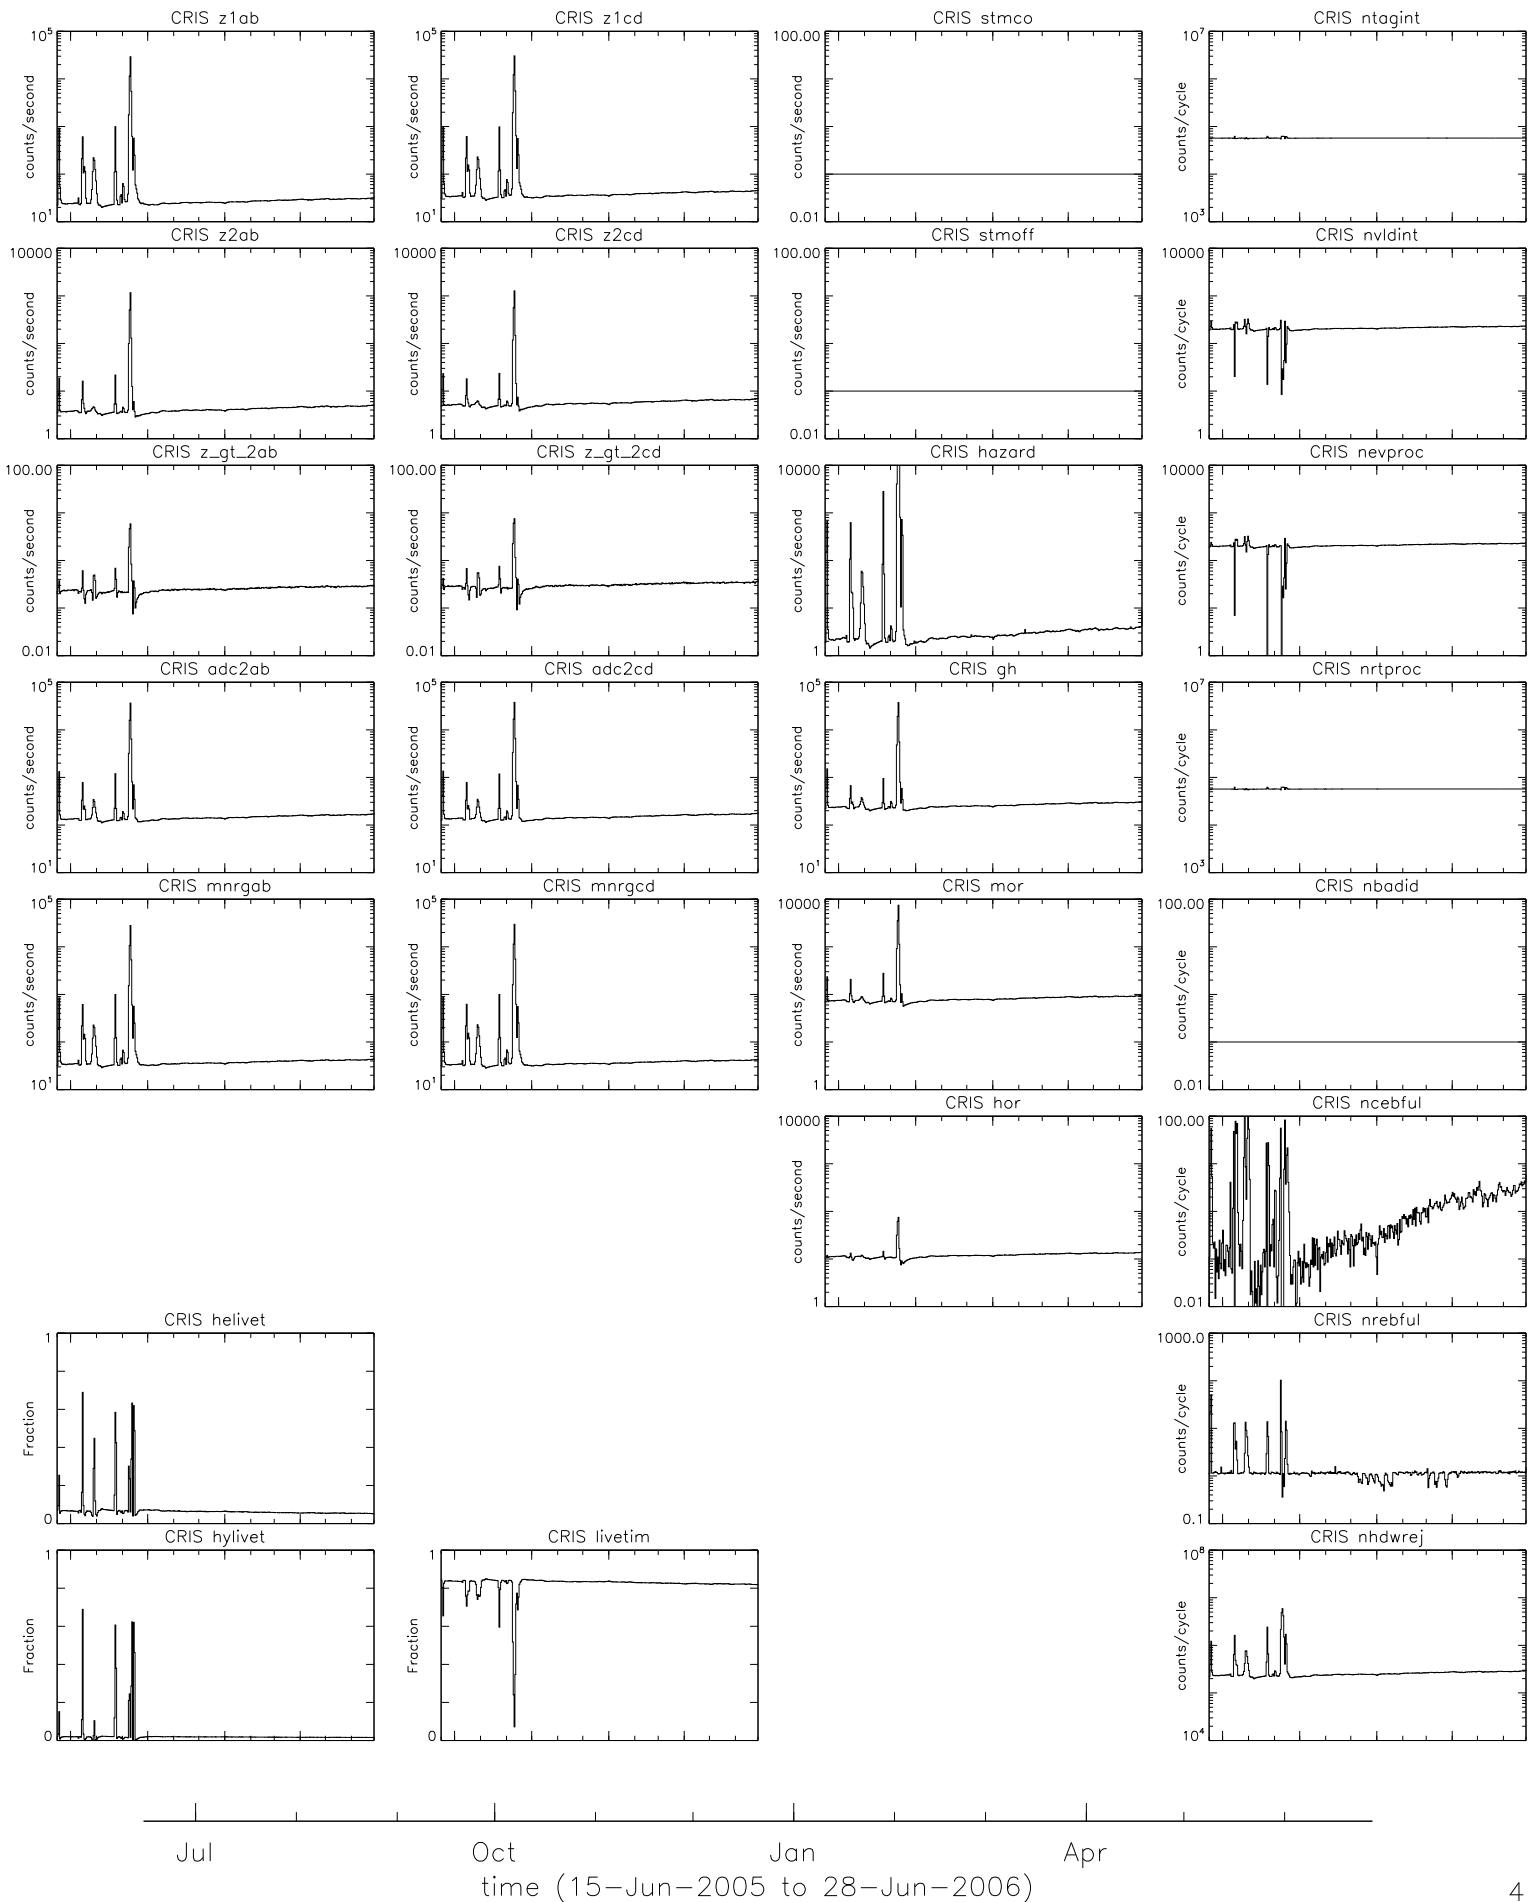 CRIS z1ab
CRIS z1cd
CRIS stmco
CRIS ntagint
10^5
counts/second
10^1
10^5
counts/second
10^1
100.00
counts/second
0.01
10^7
counts/cycle
10^3
CRIS z2ab
CRIS z2cd
CRIS stmoff
CRIS nvldint
10000
counts/second
1
10000
counts/second
1
100.00
counts/second
0.01
10000
counts/cycle
1
CRIS z_gt_2ab
CRIS z_gt_2cd
CRIS hazard
CRIS nevproc
100.00
counts/second
0.01
100.00
counts/second
0.01
10000
counts/second
1
10000
counts/cycle
1
CRIS adc2ab
CRIS adc2cd
CRIS gh
CRIS nrtproc
10^5
counts/second
10^1
10^5
counts/second
10^1
10^5
counts/second
10^1
10^7
counts/cycle
10^3
CRIS mnrgab
CRIS mnrgcd
CRIS mor
CRIS nbadid
10^5
counts/second
10^1
10^5
counts/second
10^1
10000
counts/second
1
100.00
counts/cycle
0.01
CRIS hor
CRIS ncebful
10000
counts/second
1
100.00
counts/cycle
0.01
CRIS helivet
CRIS nrebful
1
Fraction
0
1000.0
counts/cycle
0.1
CRIS hylivet
CRIS livetim
CRIS nhdwrej
1
Fraction
0
1
Fraction
0
10^8
counts/cycle
10^4
Jul
Oct
Jan
Apr
time (15-Jun-2005 to 28-Jun-2006)
4